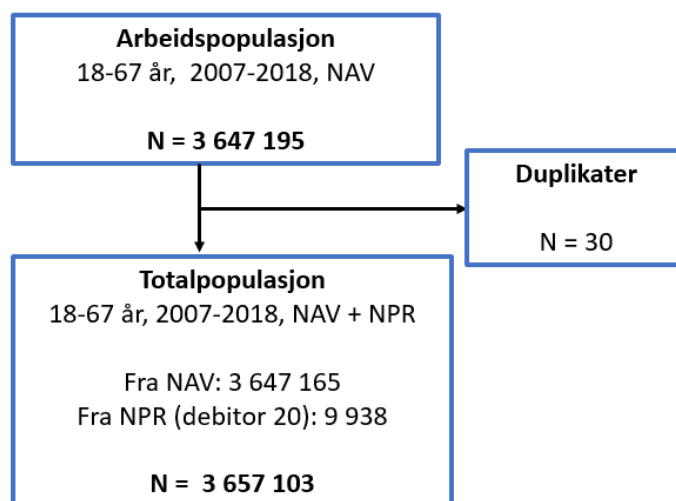 Arbeidspopulasjon
18-67 år, 2007-2018, NAV
N = 3 647 195
Duplikater
N = 30
Totalpopulasjon
18-67 år, 2007-2018, NAV + NPR
Fra NAV: 3 647 165
Fra NPR (debitor 20): 9 938
N = 3 657 103